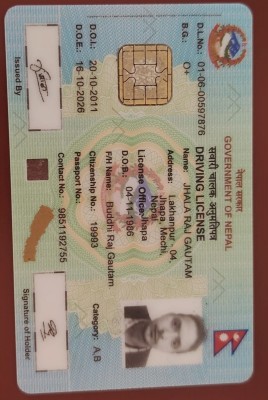 नेपाल सरकार
GOVERNMENT OF NEPAL
सवारी चालक अनुमतिपत्र
DRIVING LICENSE
D.L.No.: 01-06-00597876
B.G.: O+
Name: JHALA RAJ GAUTAM
Address: Lakhanpur - 04,
Jhapa, Mechi,
Nepal
License Office: Jhapa
D.O.B.: 04-11-1986
F/H Name: Buddhi Raj Gautam
D.O.I.: 20-10-2011
Citizenship No.: 19993
D.O.E.: 16-10-2026
Passport No.:
Contact No.: 9851192755
Category: A,B
Issued By
Signature of Holder